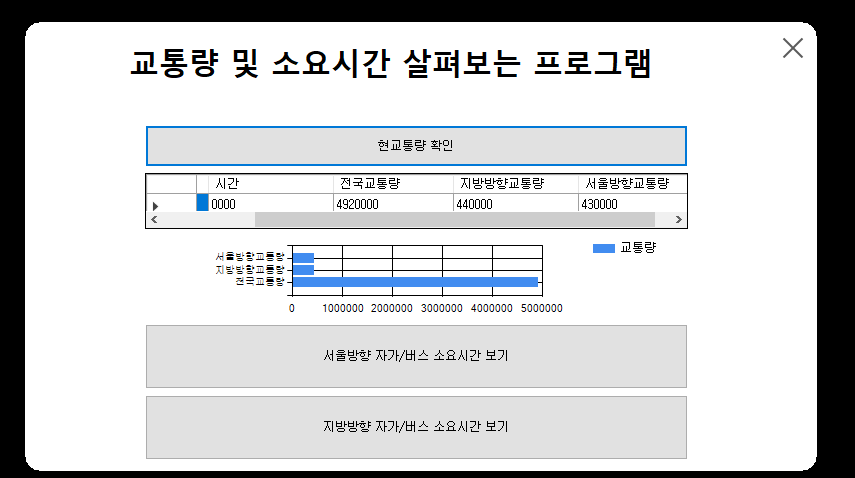 교통량 및 소요시간 살펴보는 프로그램
현교통량 확인
시간 전국교통량 지방방향교통량 서울방향교통량
0000 4920000 440000 430000
교통량
서울방향교통량
지방방향교통량
전국교통량
0 1000000 2000000 3000000 4000000 5000000
서울방향 자가/버스 소요시간 보기
지방방향 자가/버스 소요시간 보기